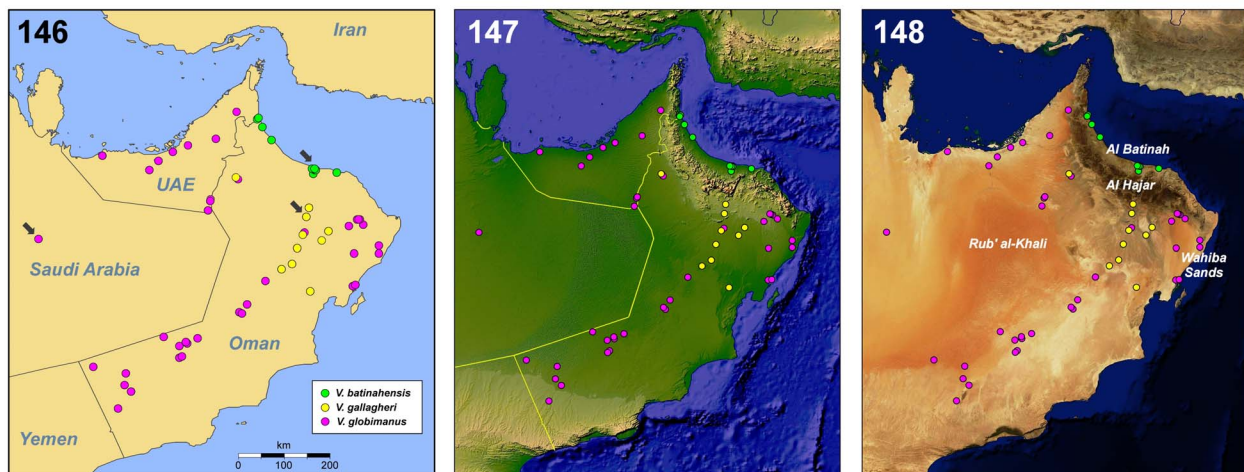 146
Iran
UAE
Saudi Arabia
Oman
Yemen
V. batinahensis
V. gallagheri
V. globimanus
km
0 100 200
147
148
Al Batinah
Al Hajar
Rub' al-Khali
Wahiba
Sands